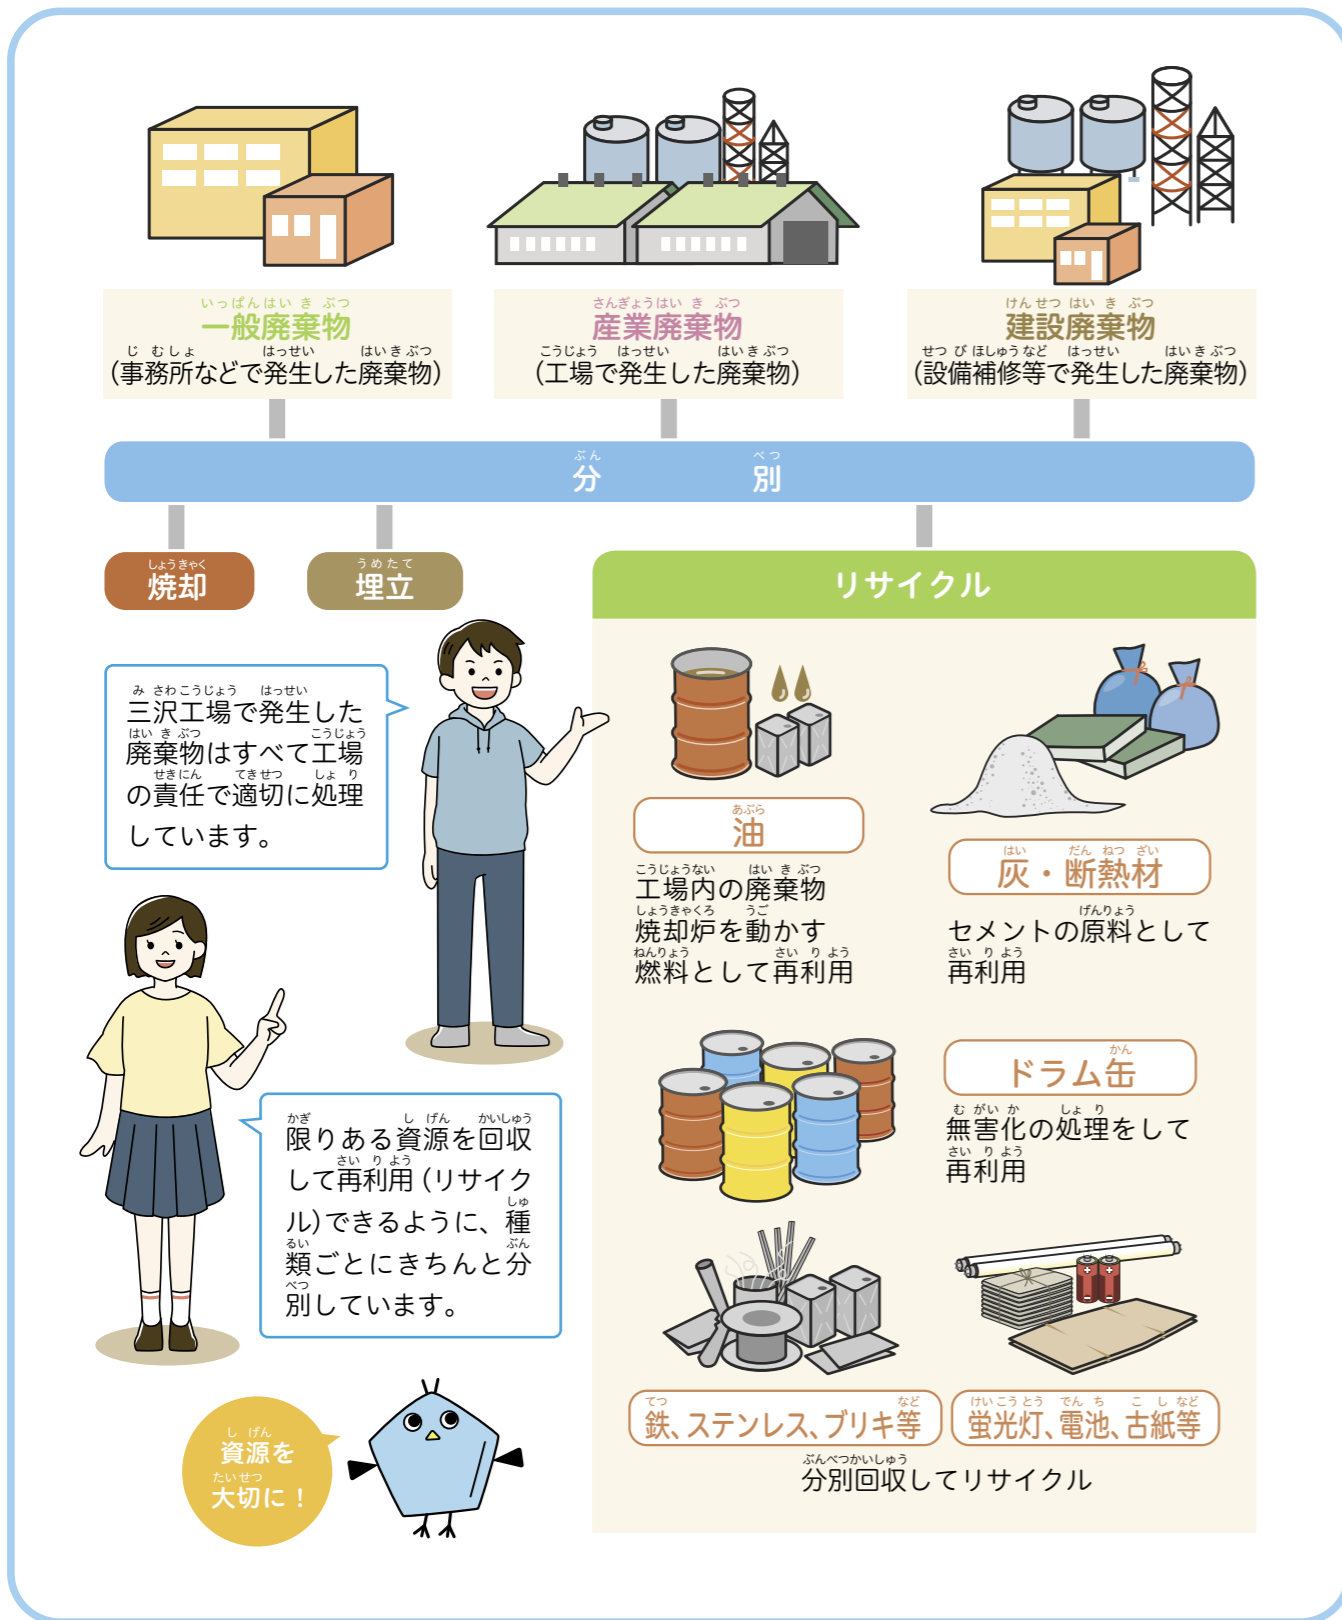 一般廃棄物
(事務所などで発生した廃棄物)
産業廃棄物
(工場で発生した廃棄物)
建設廃棄物
(設備補修等で発生した廃棄物)
分別
焼却
埋立
リサイクル
三沢工場で発生した
廃棄物はすべて工場
の責任で適切に処理
しています。
限りある資源を回収
して再利用(リサイク
ル)できるように、種
類ごとにきちんと分
別しています。
資源を
大切に!
油
工場内の廃棄物
焼却炉を動かす
燃料として再利用
灰・断熱材
セメントの原料として
再利用
ドラム缶
無害化の処理をして
再利用
鉄、ステンレス、ブリキ等
蛍光灯、電池、古紙等
分別回収してリサイクル